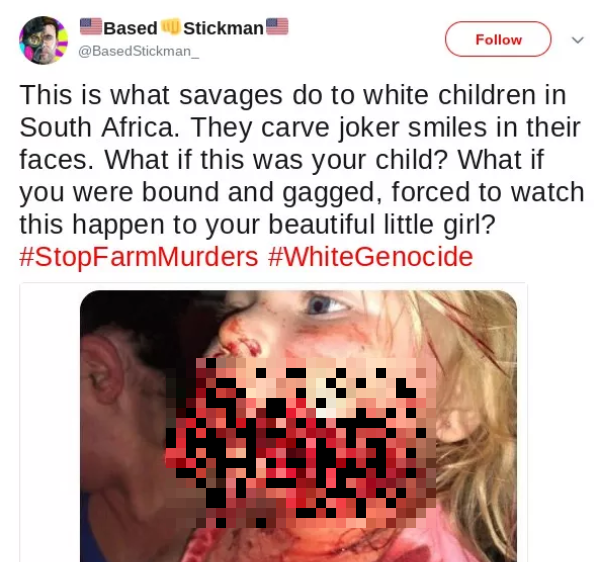 🇺🇸Based👊Stickman🇺🇸
@BasedStickman_
Follow
This is what savages do to white children in
South Africa. They carve joker smiles in their
faces. What if this was your child? What if
you were bound and gagged, forced to watch
this happen to your beautiful little girl?
#StopFarmMurders #WhiteGenocide